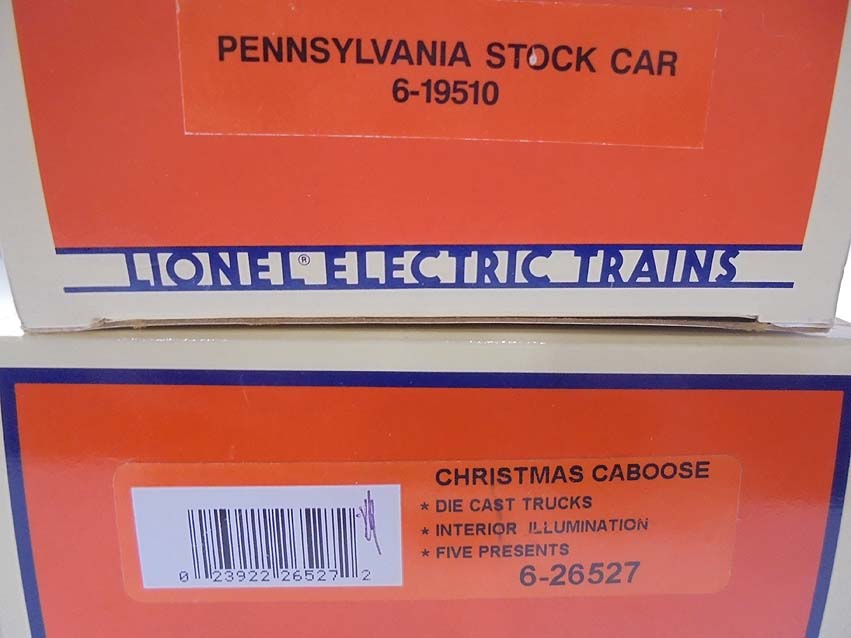 PENNSYLVANIA STOCK CAR
6-19510
LIONEL® ELECTRIC TRAINS
CHRISTMAS CABOOSE
* DIE CAST TRUCKS
* INTERIOR ILLUMINATION
* FIVE PRESENTS
6-26527
0 23922 26527 2